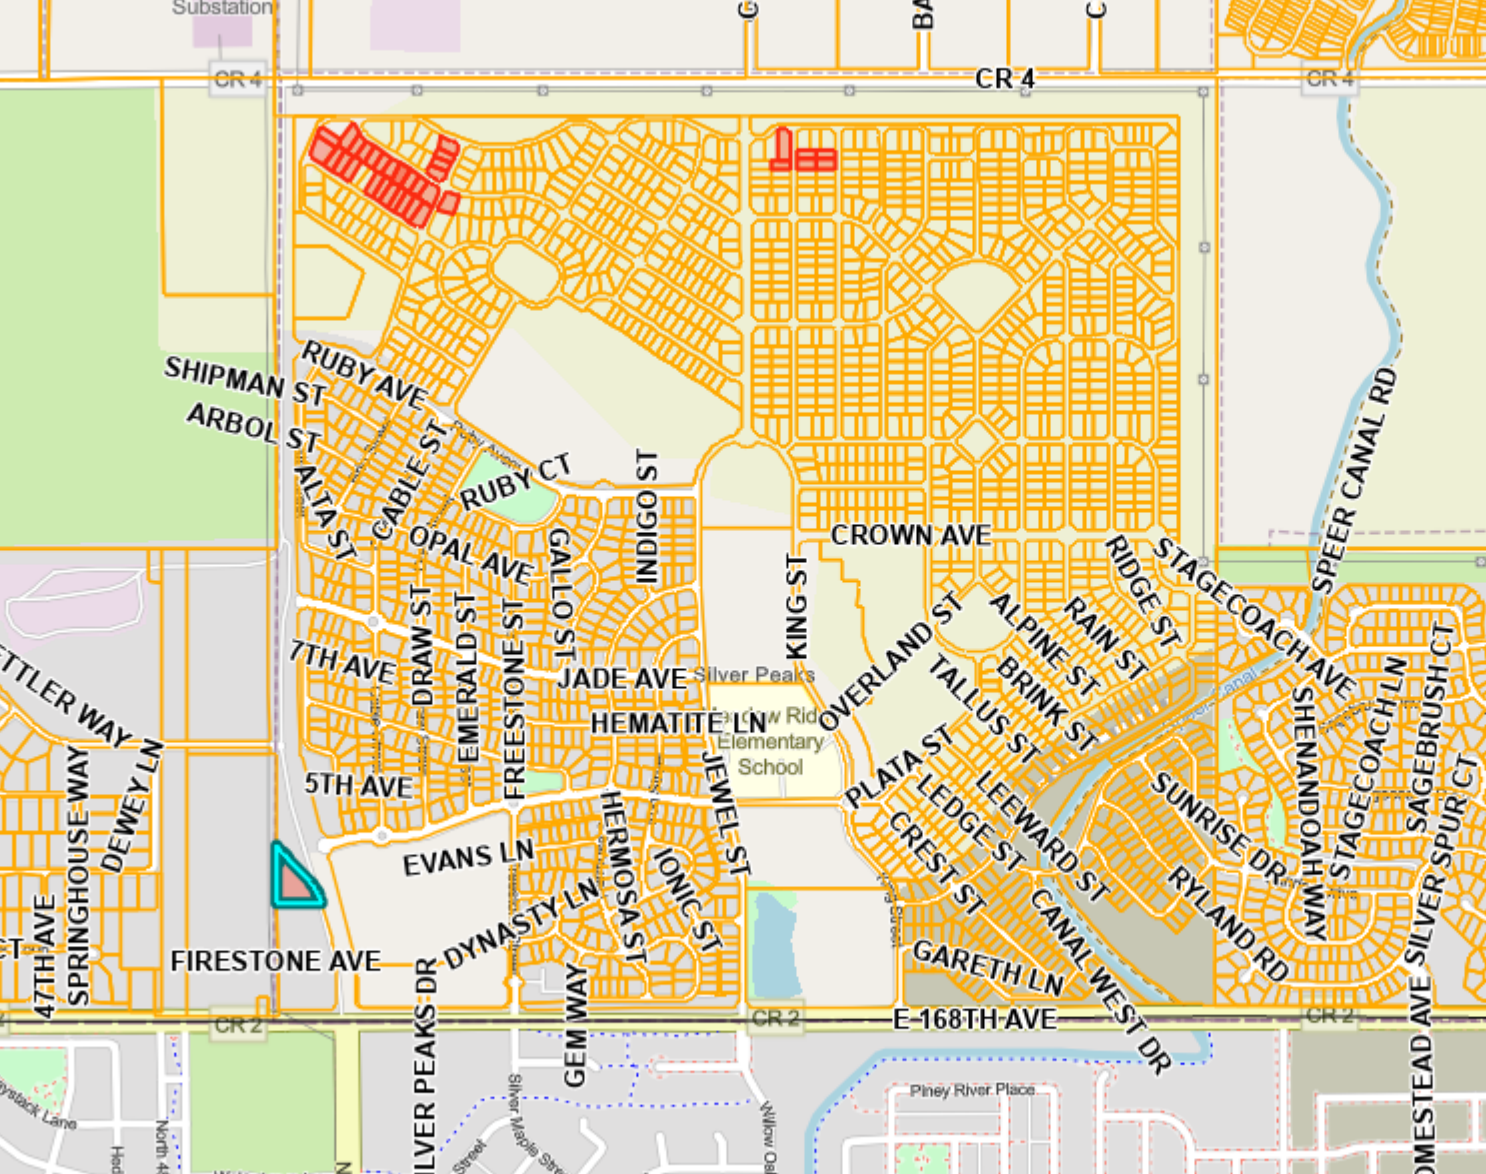 Substation
CR 4
CR 4
CR 4
SHIPMAN ST
RUBY AVE
ARBOL ST
ALTA ST
CABLE ST
Ruby Avenue
RUBY CT
INDIGO ST
OPAL AVE
GALLO ST
CROWN AVE
KING ST
SPEER CANAL RD
RIDGE ST
STAGECOACH AVE
ALPINE ST
RAIN ST
OVERLAND ST
BRINK ST
TALLUS ST
7TH AVE
DRAW ST
EMERALD ST
FREESTONE ST
JADE AVE
Silver Peaks
HEMATITE LN
Elementary
School
JEWEL ST
PLATA ST
5TH AVE
SPRINGHOUSE WAY
DEWEY LN
47TH AVE
EVANS LN
HERMOSA ST
IONIC ST
DYNASTY LN
FIRESTONE AVE
LEDGE ST
LEEWARD ST
CREST ST
SUNRISE DR
RYLAND RD
SHENANDOAH WAY
STAGECOACH LN
SAGEBRUSH CT
SILVER SPUR CT
GARETH LN
CANAL WEST DR
GEM WAY
CR 2
CR 2
E 168TH AVE
CR 2
Piney River Place